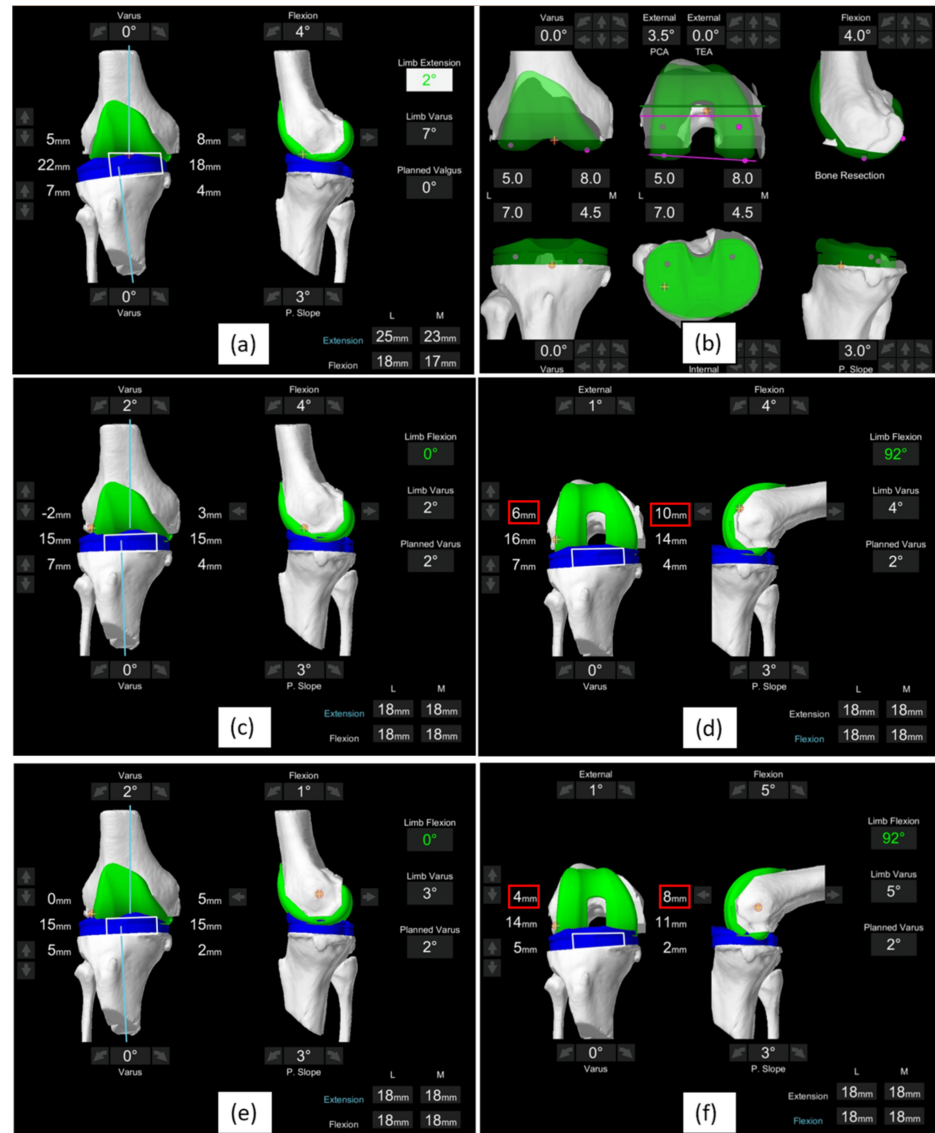 Varus
0°
Flexion
4°
Limb Extension
2°
Limb Varus
7°
Planned Valgus
0°
5mm
8mm
22mm
18mm
7mm
4mm
0°
Varus
3°
P. Slope
L M
Extension 25mm 23mm
Flexion 18mm 17mm
(a)
Varus External External Flexion
0.0° 3.5° 0.0° 4.0°
PCA TEA
5.0 8.0 5.0 8.0
Bone Resection
L M L M
7.0 4.5 7.0 4.5
(b)
0.0° 3.0°
Varus Internal P. Slope
Varus
2°
Flexion
4°
Limb Flexion
0°
Limb Varus
2°
Planned Varus
2°
-2mm
3mm
15mm
15mm
7mm
4mm
0°
Varus
3°
P. Slope
L M
Extension 18mm 18mm
Flexion 18mm 18mm
(c)
External
1°
Flexion
4°
Limb Flexion
92°
Limb Varus
4°
Planned Varus
2°
6mm
10mm
16mm
14mm
7mm
4mm
0°
Varus
3°
P. Slope
L M
Extension 18mm 18mm
Flexion 18mm 18mm
(d)
Varus
2°
Flexion
1°
Limb Flexion
0°
Limb Varus
3°
Planned Varus
2°
0mm
5mm
15mm
15mm
5mm
2mm
0°
Varus
3°
P. Slope
L M
Extension 18mm 18mm
Flexion 18mm 18mm
(e)
External
1°
Flexion
5°
Limb Flexion
92°
Limb Varus
5°
Planned Varus
2°
4mm
8mm
14mm
11mm
5mm
2mm
0°
Varus
3°
P. Slope
L M
Extension 18mm 18mm
Flexion 18mm 18mm
(f)